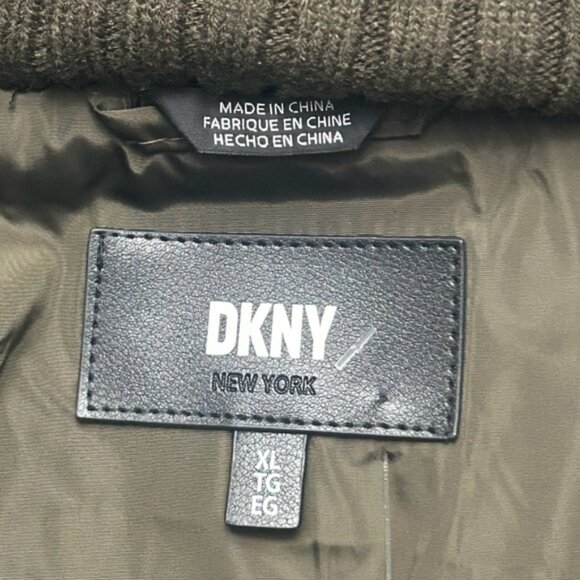 MADE IN CHINA
FABRIQUE EN CHINE
HECHO EN CHINA
DKNY
NEW YORK
XL
TG
EG